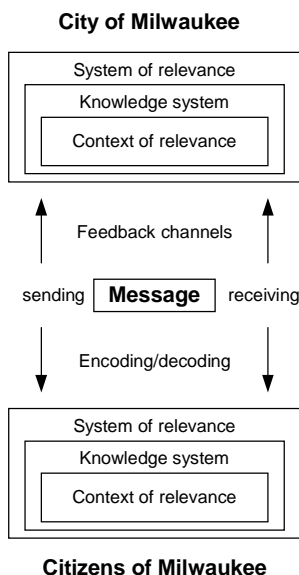 City of Milwaukee
System of relevance
Knowledge system
Context of relevance
Feedback channels
sending Message receiving
Encoding/decoding
System of relevance
Knowledge system
Context of relevance
Citizens of Milwaukee